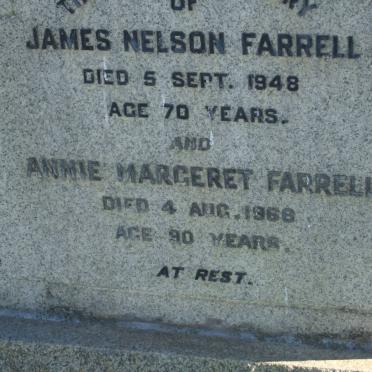 OF
JAMES NELSON FARRELL
DIED 5 SEPT. 1948
AGE 70 YEARS.
AND
ANNIE MARGERET FARRELL
DIED 4 AUG. 1968
AGE 90 YEARS.
AT REST.